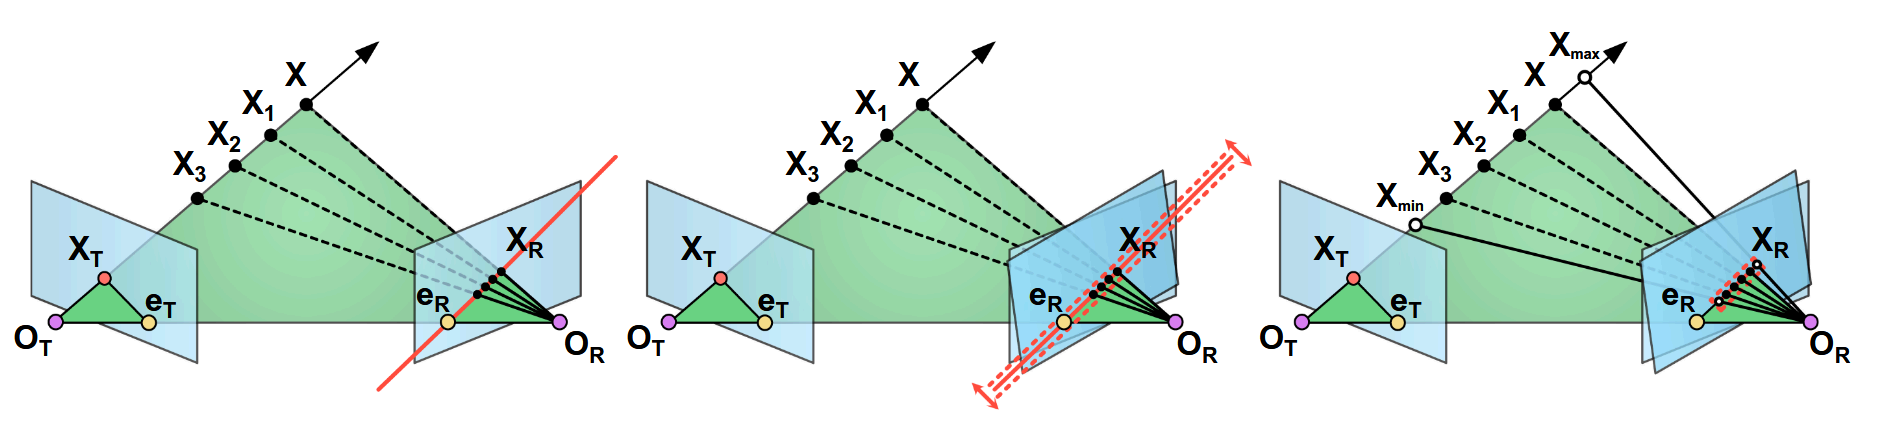 X
X1
X2
X3
XT
XR
eR
eT
OT
OR
X
X1
X2
X3
XT
XR
eR
eT
OT
OR
Xmax
X
X1
X2
X3
Xmin
XT
XR
eR
eT
OT
OR